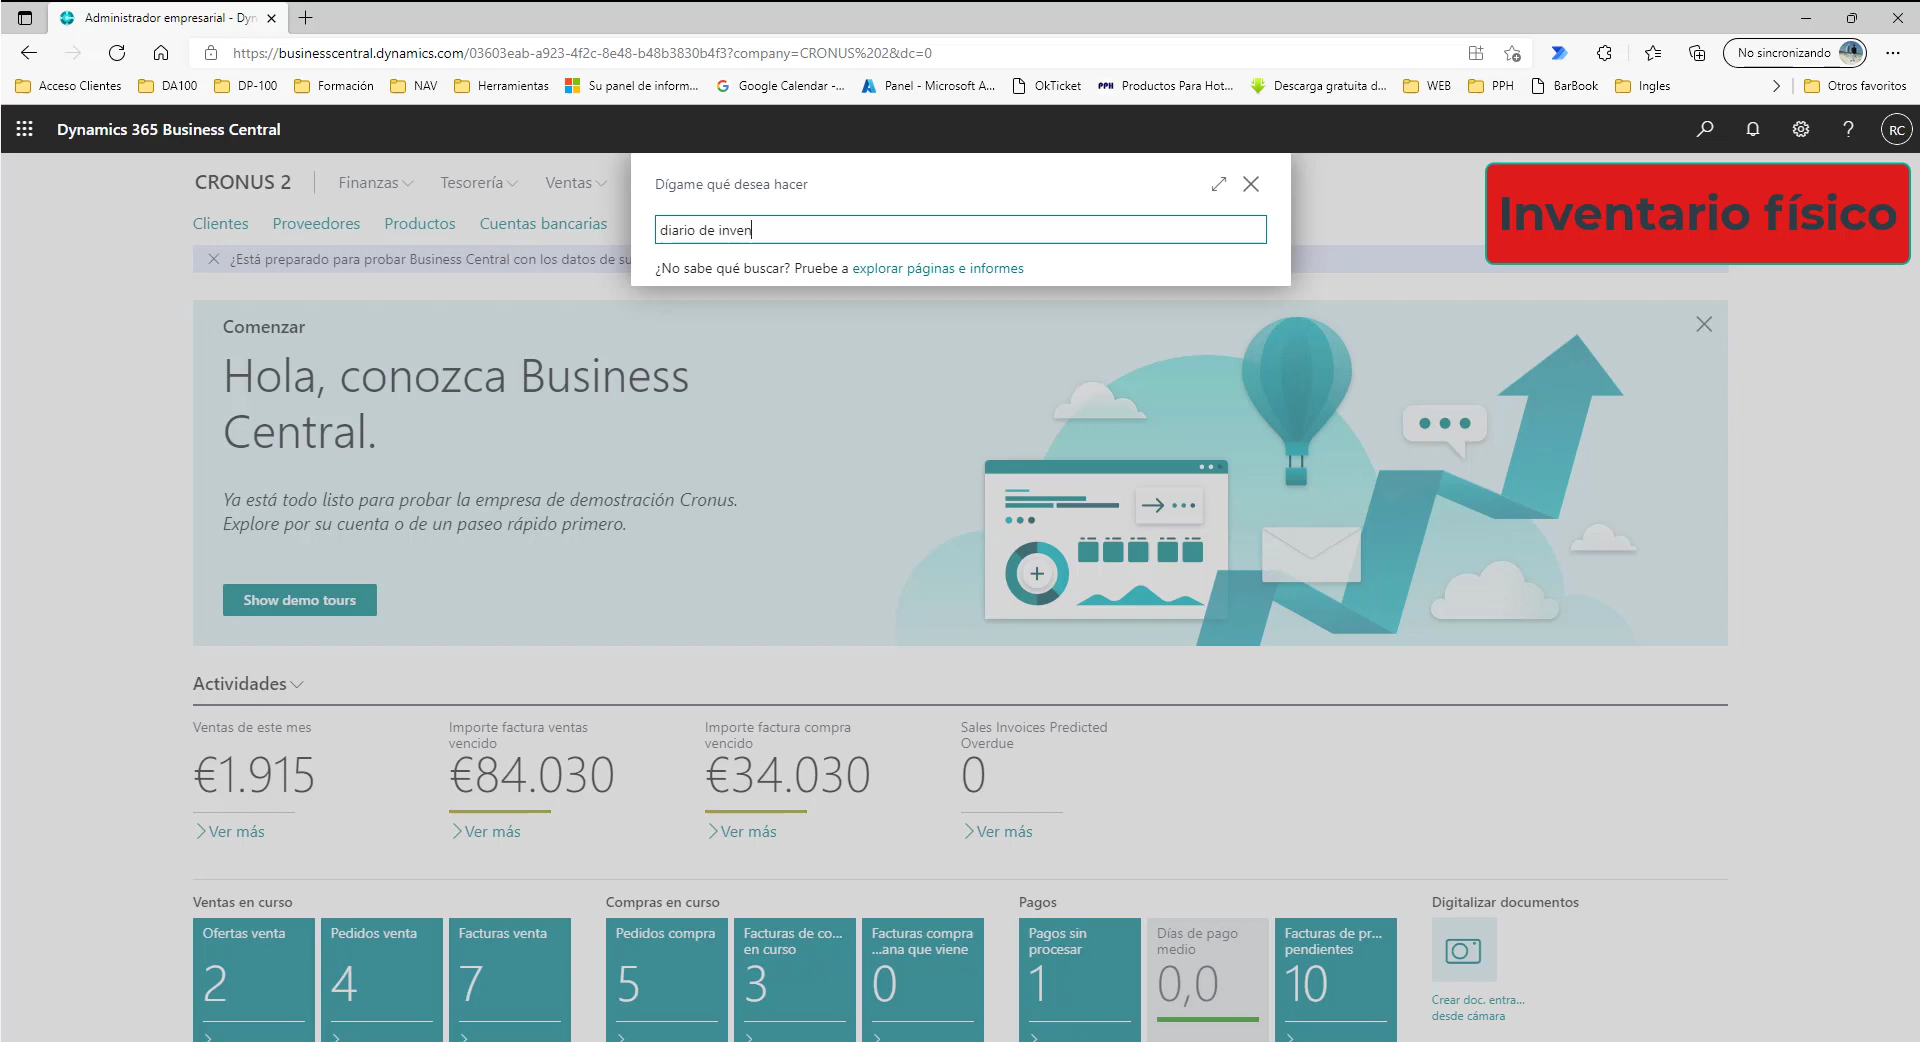 Administrador empresarial - Dyn
https://businesscentral.dynamics.com/03603eab-a923-4f2c-8e48-b48b3830b4f3?company=CRONUS%202&dc=0
No sincronizando
Acceso Clientes
DA100
DP-100
Formación
NAV
Herramientas
Su panel de inform...
Google Calendar -...
Panel - Microsoft A...
OkTicket
PPH Productos Para Hot...
Descarga gratuita d...
WEB
PPH
BarBook
Ingles
Otros favoritos
Dynamics 365 Business Central
?
RC
CRONUS 2
Finanzas
Tesorería
Ventas
Dígame qué desea hacer
Inventario físico
Clientes
Proveedores
Productos
Cuentas bancarias
diario de inven
¿Está preparado para probar Business Central con los datos de su
¿No sabe qué buscar? Pruebe a explorar páginas e informes
Comenzar
Hola, conozca Business
Central.
Ya está todo listo para probar la empresa de demostración Cronus.
Explore por su cuenta o de un paseo rápido primero.
Show demo tours
Actividades
Ventas de este mes
€1.915
Ver más
Importe factura ventas
vencido
€84.030
Ver más
Importe factura compra
vencido
€34.030
Ver más
Sales Invoices Predicted
Overdue
0
Ver más
Ventas en curso
Ofertas venta
2
Pedidos venta
4
Facturas venta
7
Compras en curso
Pedidos compra
5
Facturas de co...
en curso
3
Facturas compra
...ana que viene
0
Pagos
Pagos sin
procesar
1
Días de pago
medio
0,0
Facturas de pr...
pendientes
10
Digitalizar documentos
Crear doc. entra...
desde cámara